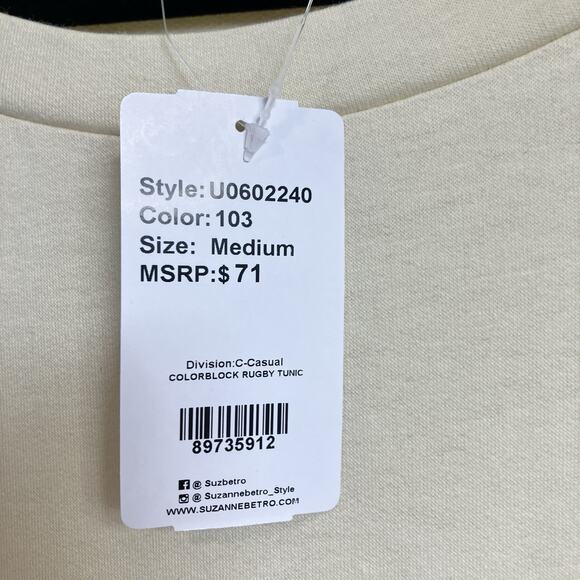 Style:U0602240
Color:103
Size: Medium
MSRP:$71
Division:C-Casual
COLORBLOCK RUGBY TUNIC
89735912
@ Suzbetro
@ Suzannebetro_Style
WWW.SUZANNEBETRO.COM